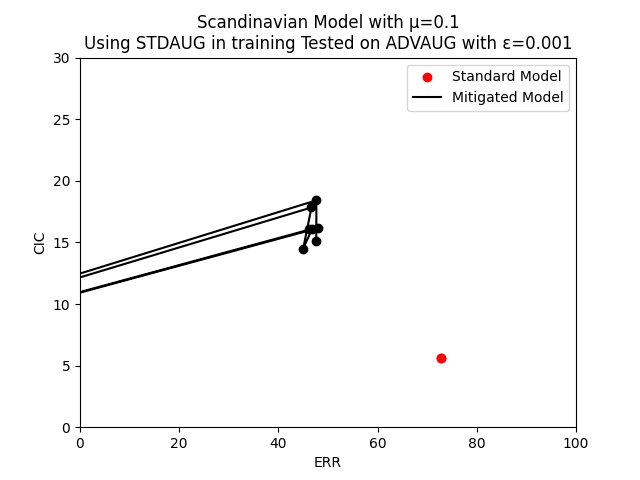 Scandinavian Model with μ=0.1
Using STDAUG in training Tested on ADVAUG with ε=0.001
Standard Model
Mitigated Model
30
25
20
15
10
5
0
CIC
0 20 40 60 80 100
ERR